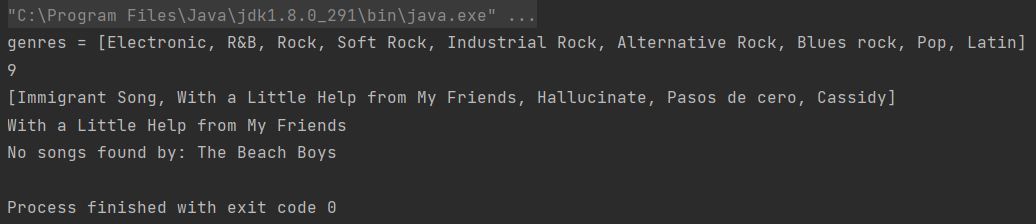 "C:\Program Files\Java\jdk1.8.0_291\bin\java.exe" ...
genres = [Electronic, R&B, Rock, Soft Rock, Industrial Rock, Alternative Rock, Blues rock, Pop, Latin]
9
[Immigrant Song, With a Little Help from My Friends, Hallucinate, Pasos de cero, Cassidy]
With a Little Help from My Friends
No songs found by: The Beach Boys
Process finished with exit code 0